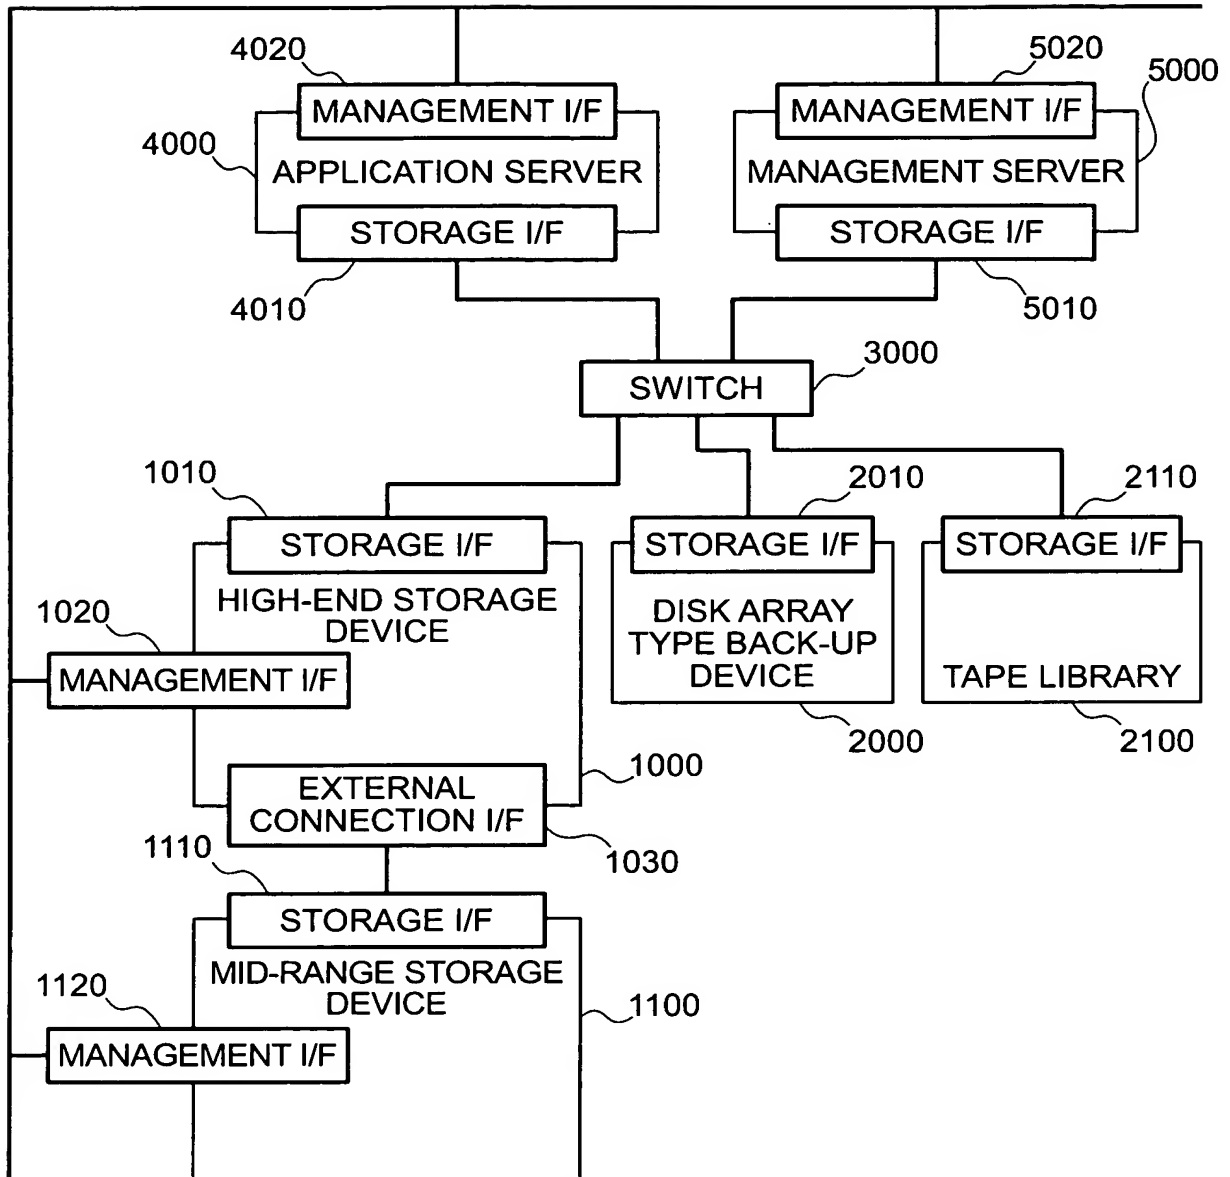 4020
5020
5000
MANAGEMENT I/F
MANAGEMENT I/F
4000
APPLICATION SERVER
MANAGEMENT SERVER
STORAGE I/F
STORAGE I/F
4010
5010
3000
SWITCH
1010
2010
2110
STORAGE I/F
STORAGE I/F
STORAGE I/F
HIGH-END STORAGE
DEVICE
DISK ARRAY
TYPE BACK-UP
DEVICE
1020
MANAGEMENT I/F
TAPE LIBRARY
2000
2100
1000
EXTERNAL
CONNECTION I/F
1030
1110
STORAGE I/F
MID-RANGE STORAGE
DEVICE
1120
1100
MANAGEMENT I/F